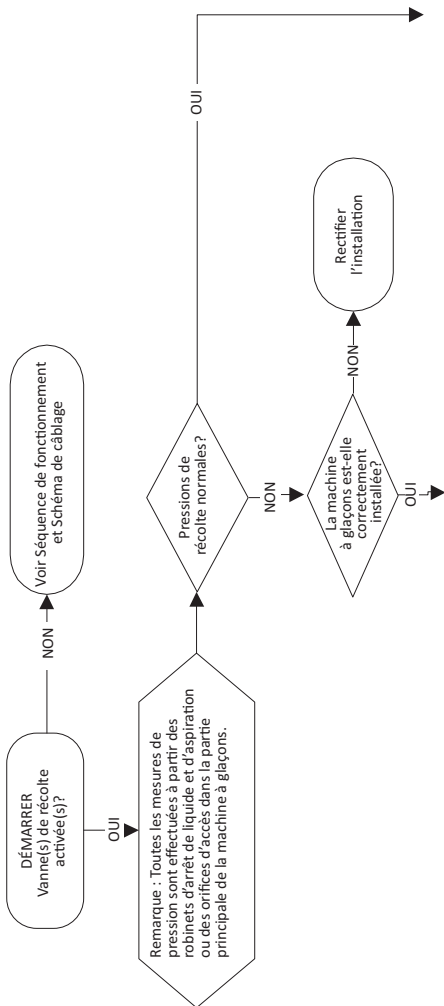 DÉMARRER
Vanne(s) de récolte
activée(s)?
NON
Voir Séquence de fonctionnement
et Schéma de câblage
OUI
Remarque : Toutes les mesures de
pression sont effectuées à partir des
robinets d’arrêt de liquide et d’aspiration
ou des orifices d’accès dans la partie
principale de la machine à glaçons.
Pressions de
récolte normales?
OUI
NON
La machine
à glaçons est-elle
correctement
installée?
NON
Rectifier
l’installation
OUI